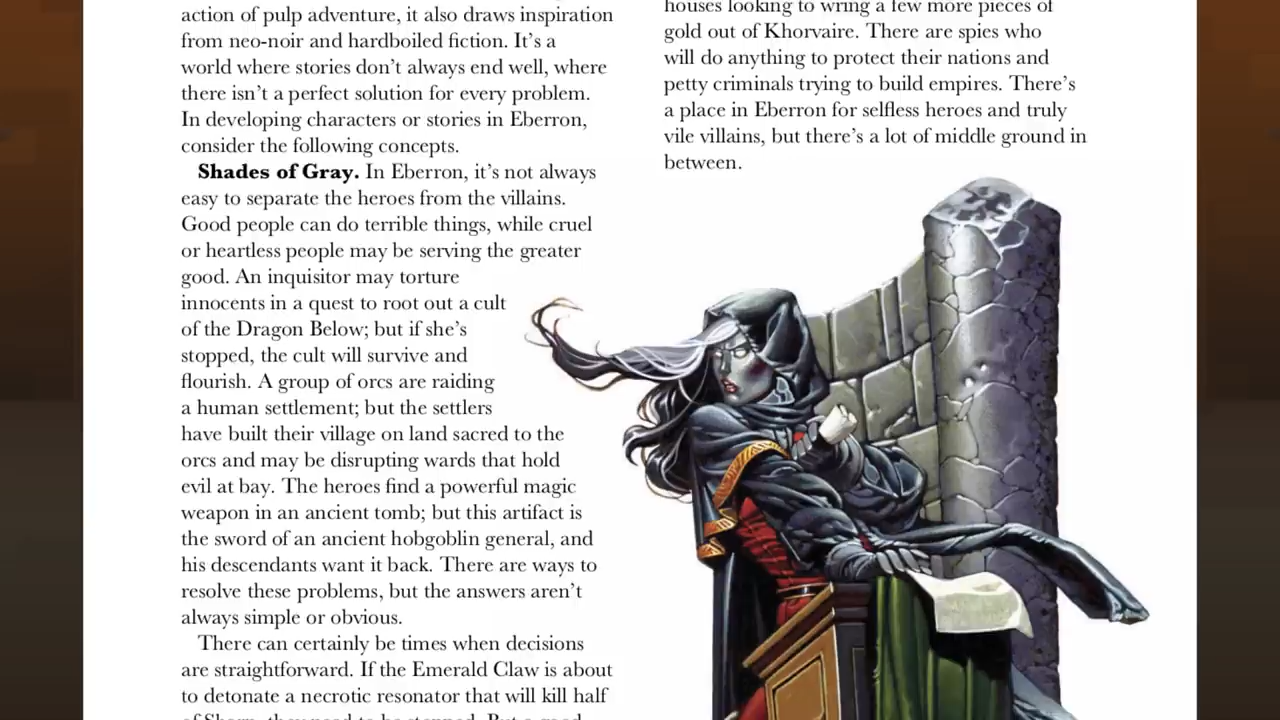 action of pulp adventure, it also draws inspiration
from neo-noir and hardboiled fiction. It’s a
world where stories don’t always end well, where
there isn’t a perfect solution for every problem.
In developing characters or stories in Eberron,
consider the following concepts.
Shades of Gray. In Eberron, it’s not always
easy to separate the heroes from the villains.
Good people can do terrible things, while cruel
or heartless people may be serving the greater
good. An inquisitor may torture
innocents in a quest to root out a cult
of the Dragon Below; but if she’s
stopped, the cult will survive and
flourish. A group of orcs are raiding
a human settlement; but the settlers
have built their village on land sacred to the
orcs and may be disrupting wards that hold
evil at bay. The heroes find a powerful magic
weapon in an ancient tomb; but this artifact is
the sword of an ancient hobgoblin general, and
his descendants want it back. There are ways to
resolve these problems, but the answers aren’t
always simple or obvious.
There can certainly be times when decisions
are straightforward. If the Emerald Claw is about
to detonate a necrotic resonator that will kill half
of Sharn, they need to be stopped. But a good
houses looking to wring a few more pieces of
gold out of Khorvaire. There are spies who
will do anything to protect their nations and
petty criminals trying to build empires. There’s
a place in Eberron for selfless heroes and truly
vile villains, but there’s a lot of middle ground in
between.